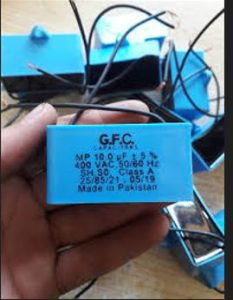 G.F.C.
CAPACITORS
MP 10.0 µF ± 5 %
400 VAC 50/60 Hz
SH.S0, Class A
25/85/21 : 05/19
Made in Pakistan